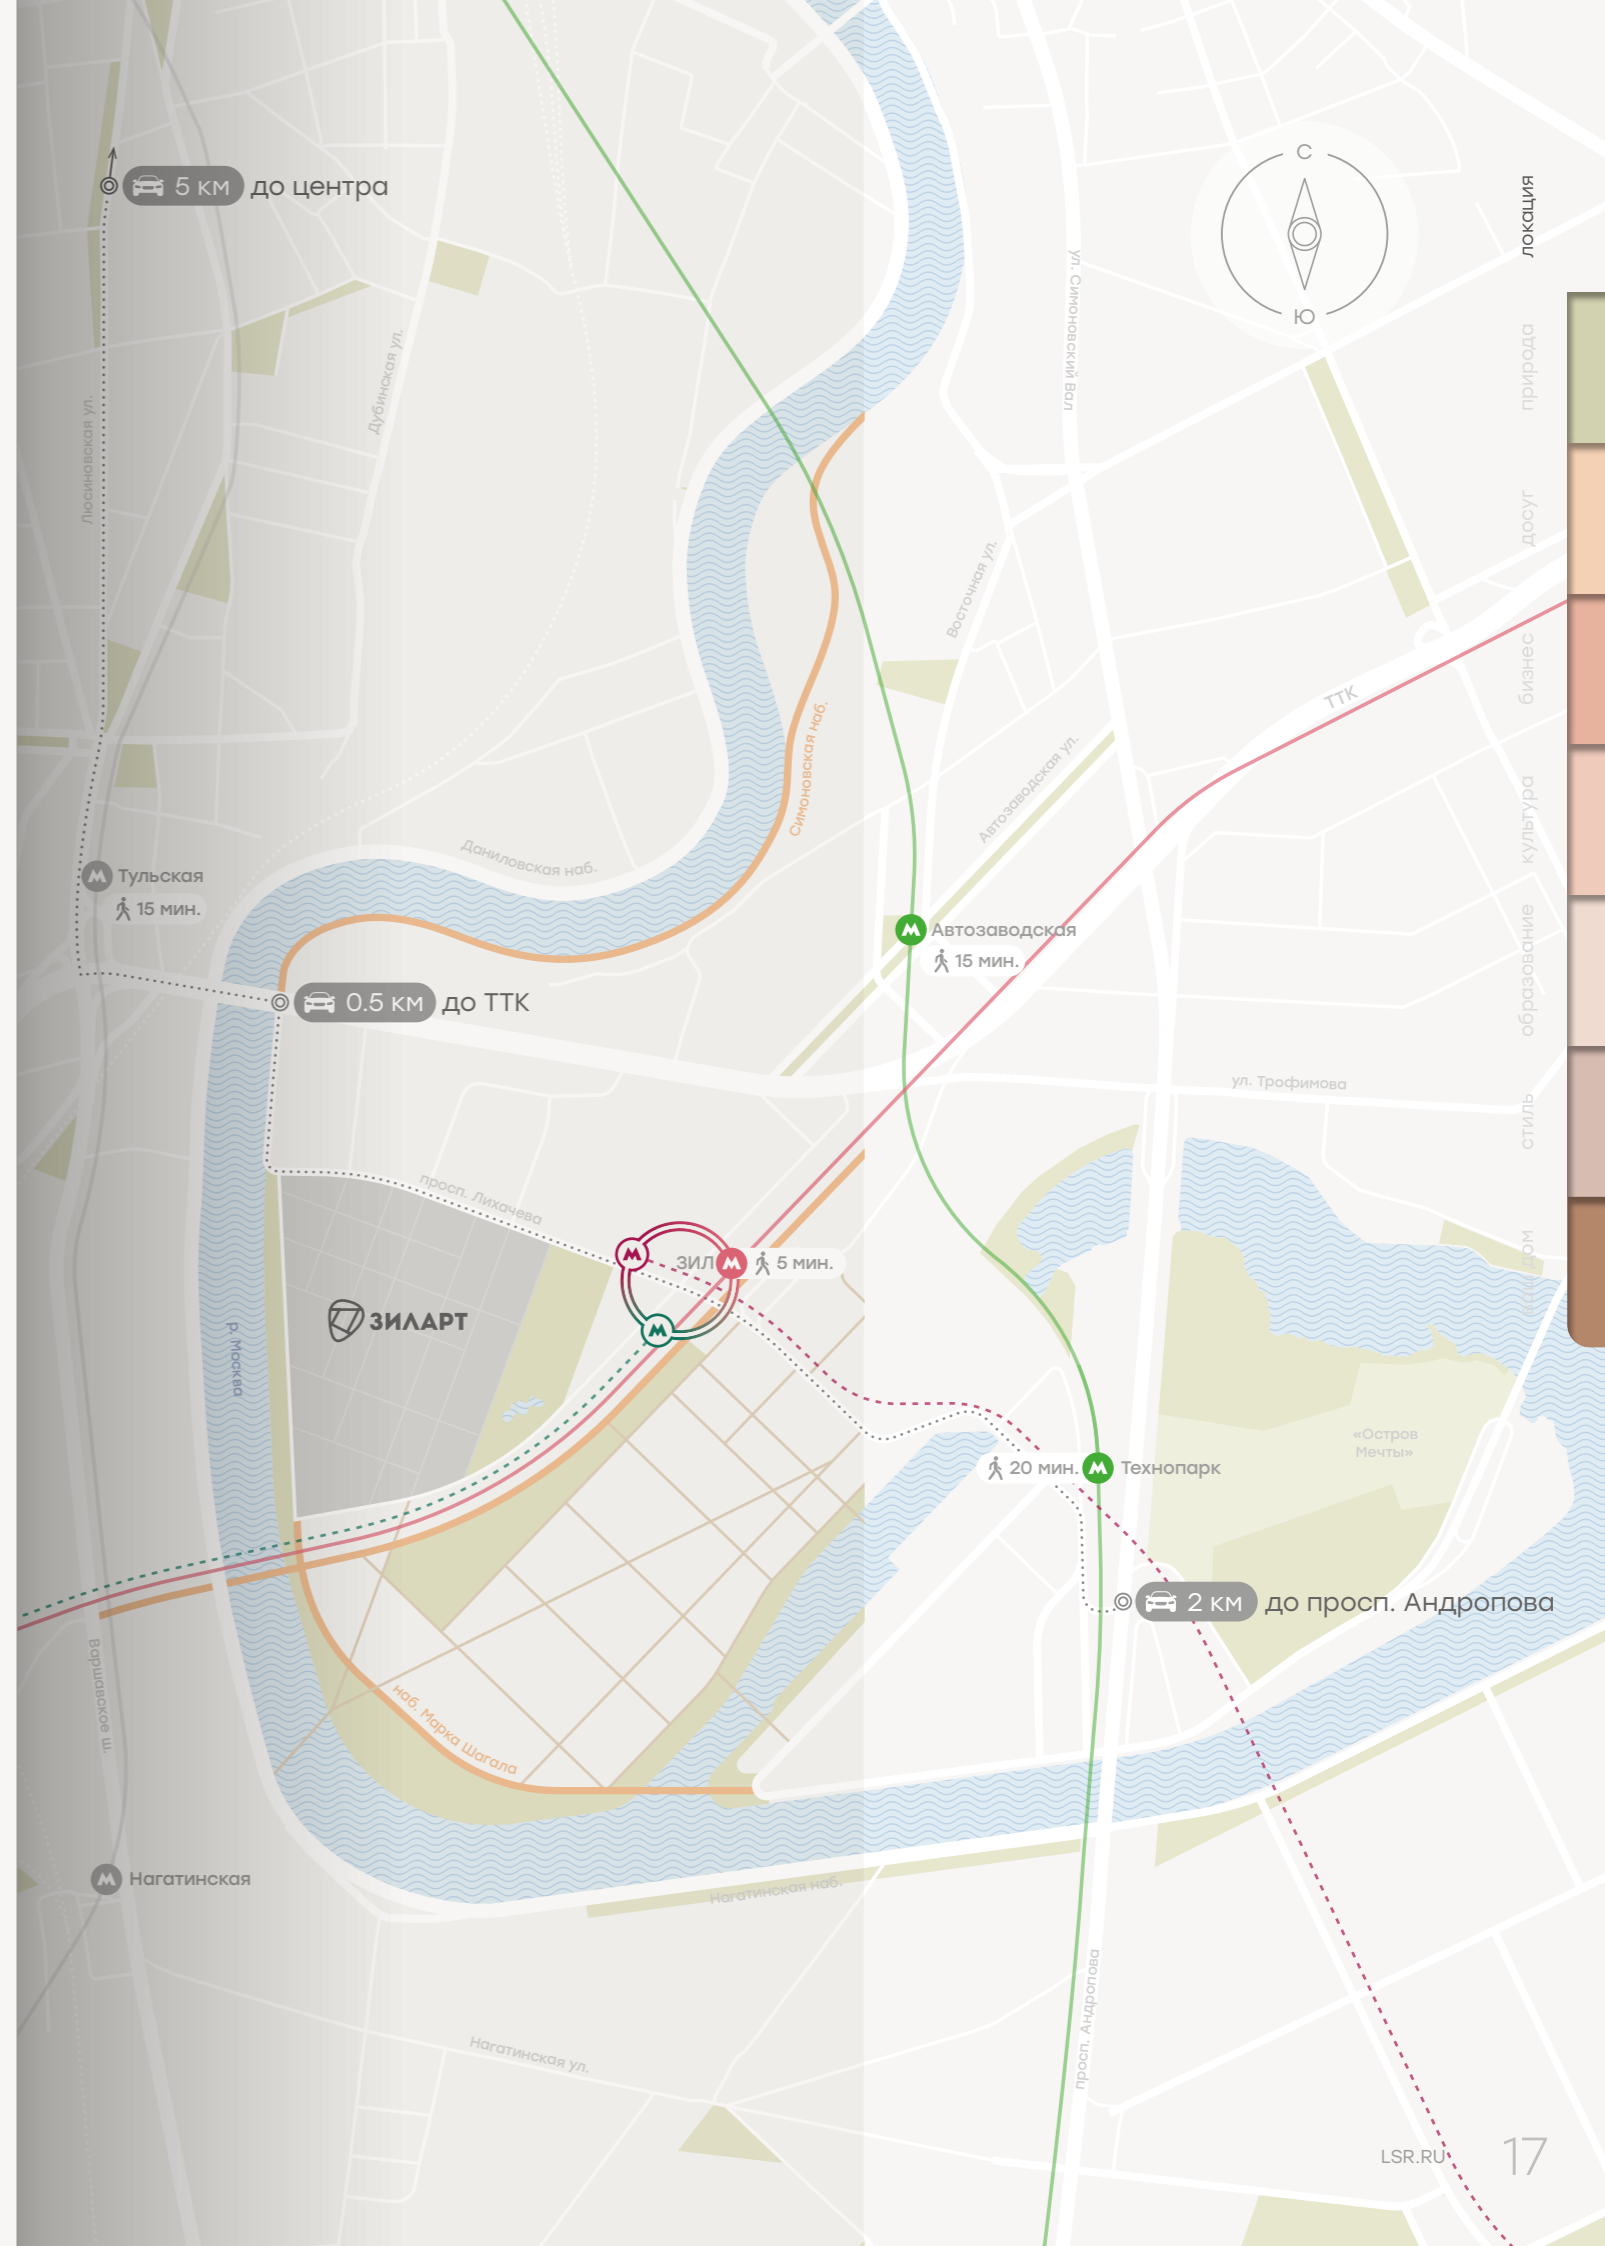 5 км до центра
С
Ю
локация
природа
досуг
бизнес
культура
образование
стиль
дом
ул. Симоновский Вал
Дубининская ул.
Люсиновская ул.
Восточная ул.
ТТК
Автозаводская ул.
Симоновская наб.
Даниловская наб.
Тульская
15 мин.
Автозаводская
15 мин.
0.5 км до ТТК
ул. Трофимова
просп. Лихачева
ЗИЛ
5 мин.
ЗИЛАРТ
р. Москва
«Остров
Мечты»
20 мин.
Технопарк
2 км до просп. Андропова
Варшавское ш.
наб. Марка Шагала
Нагатинская
Нагатинская наб.
просп. Андропова
Нагатинская ул.
LSR.RU
17